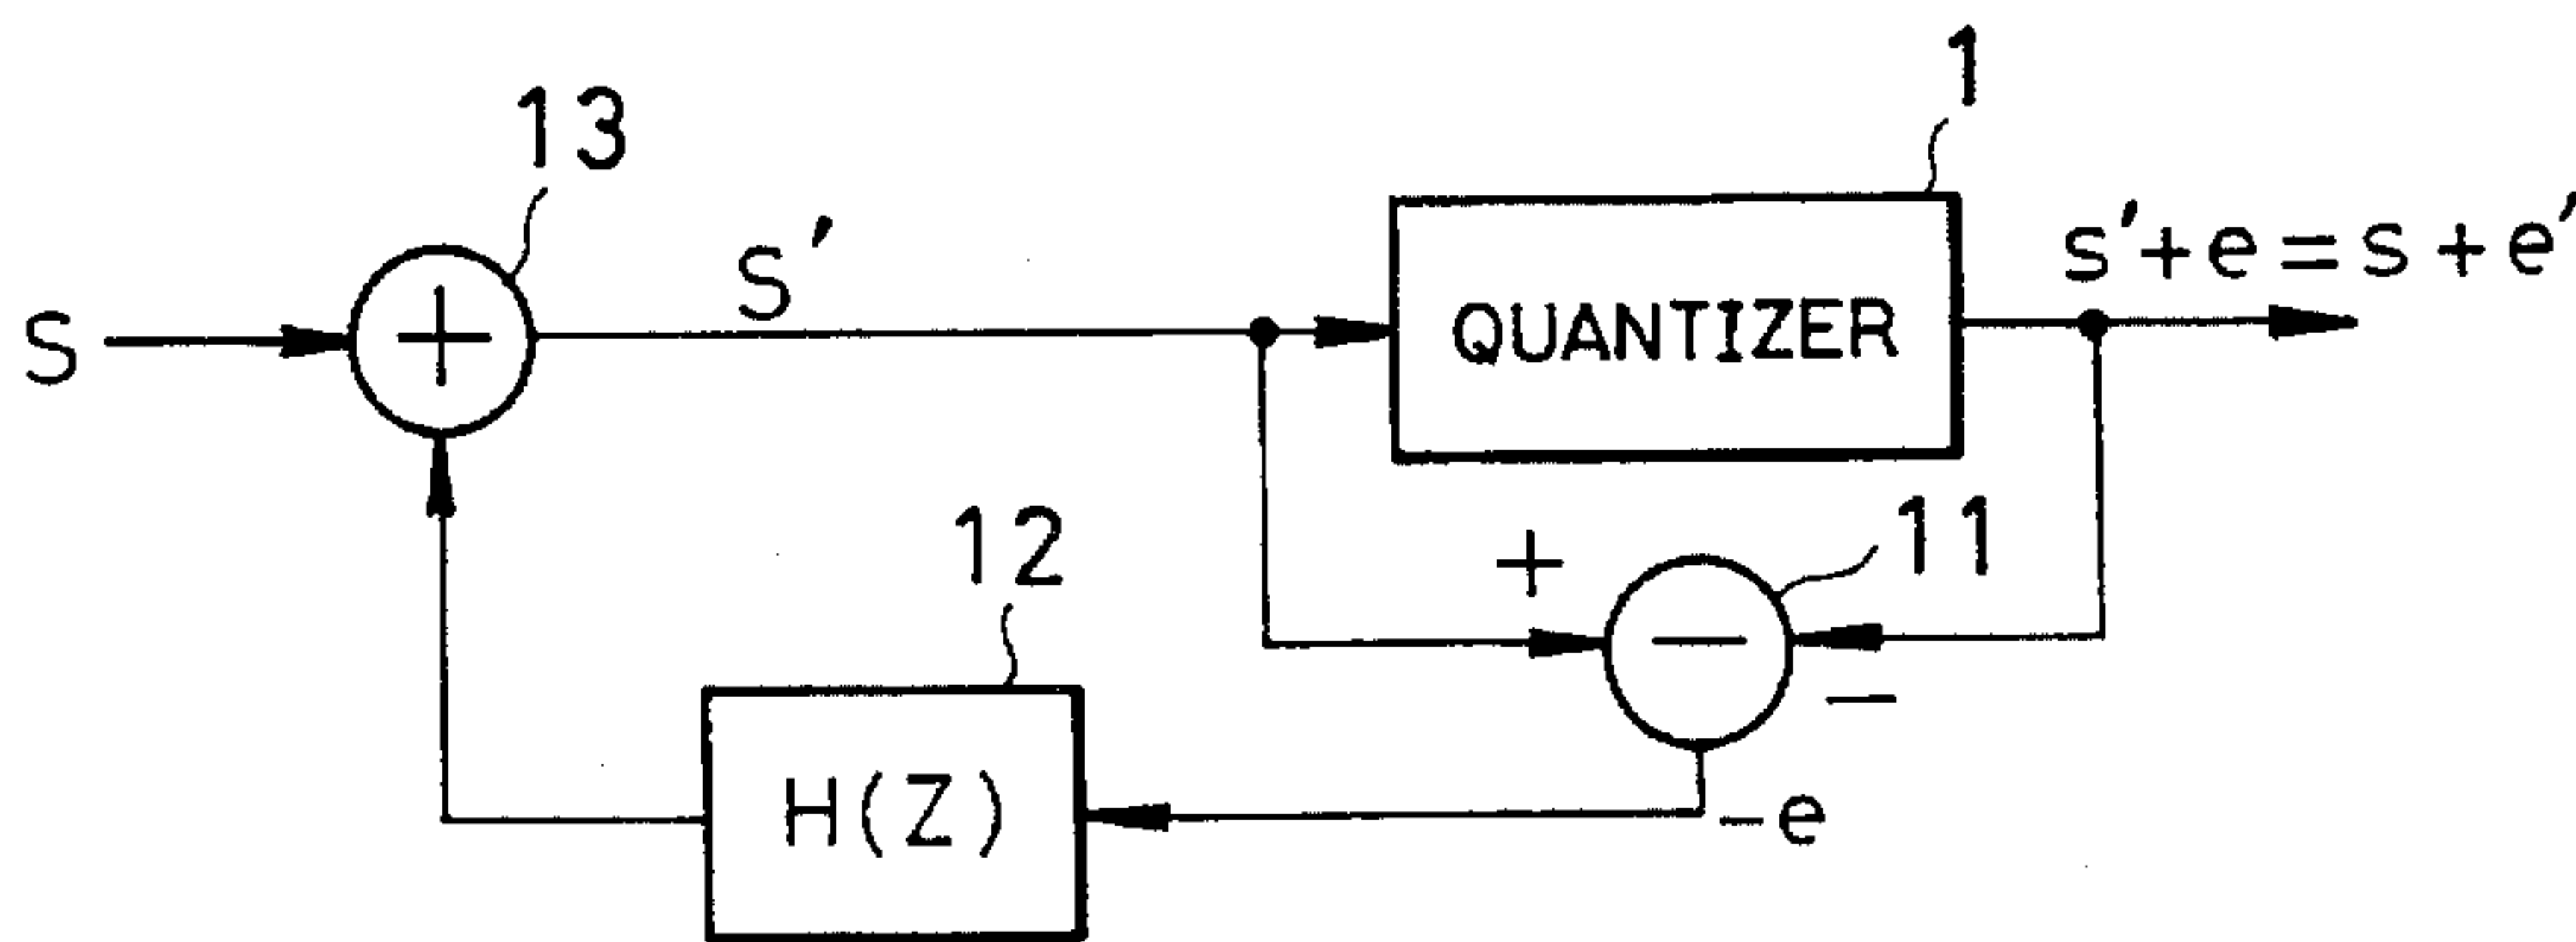 1
13
S
+
S'
QUANTIZER
s'+e=s+e'
12
+
11
−
−
H(Z)
-e